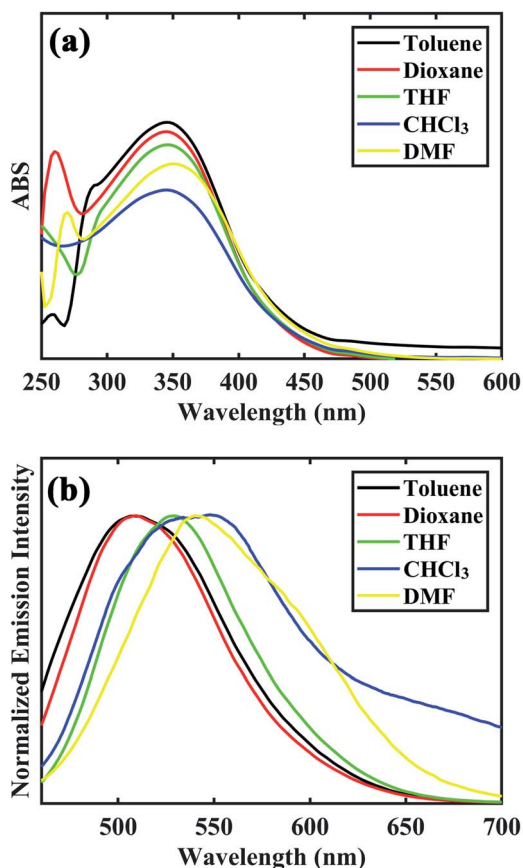 (a)
Toluene
Dioxane
THF
CHCl₃
DMF
ABS
250 300 350 400 450 500 550 600
Wavelength (nm)
(b)
Toluene
Dioxane
THF
CHCl₃
DMF
Normalized Emission Intensity
500 550 600 650 700
Wavelength (nm)